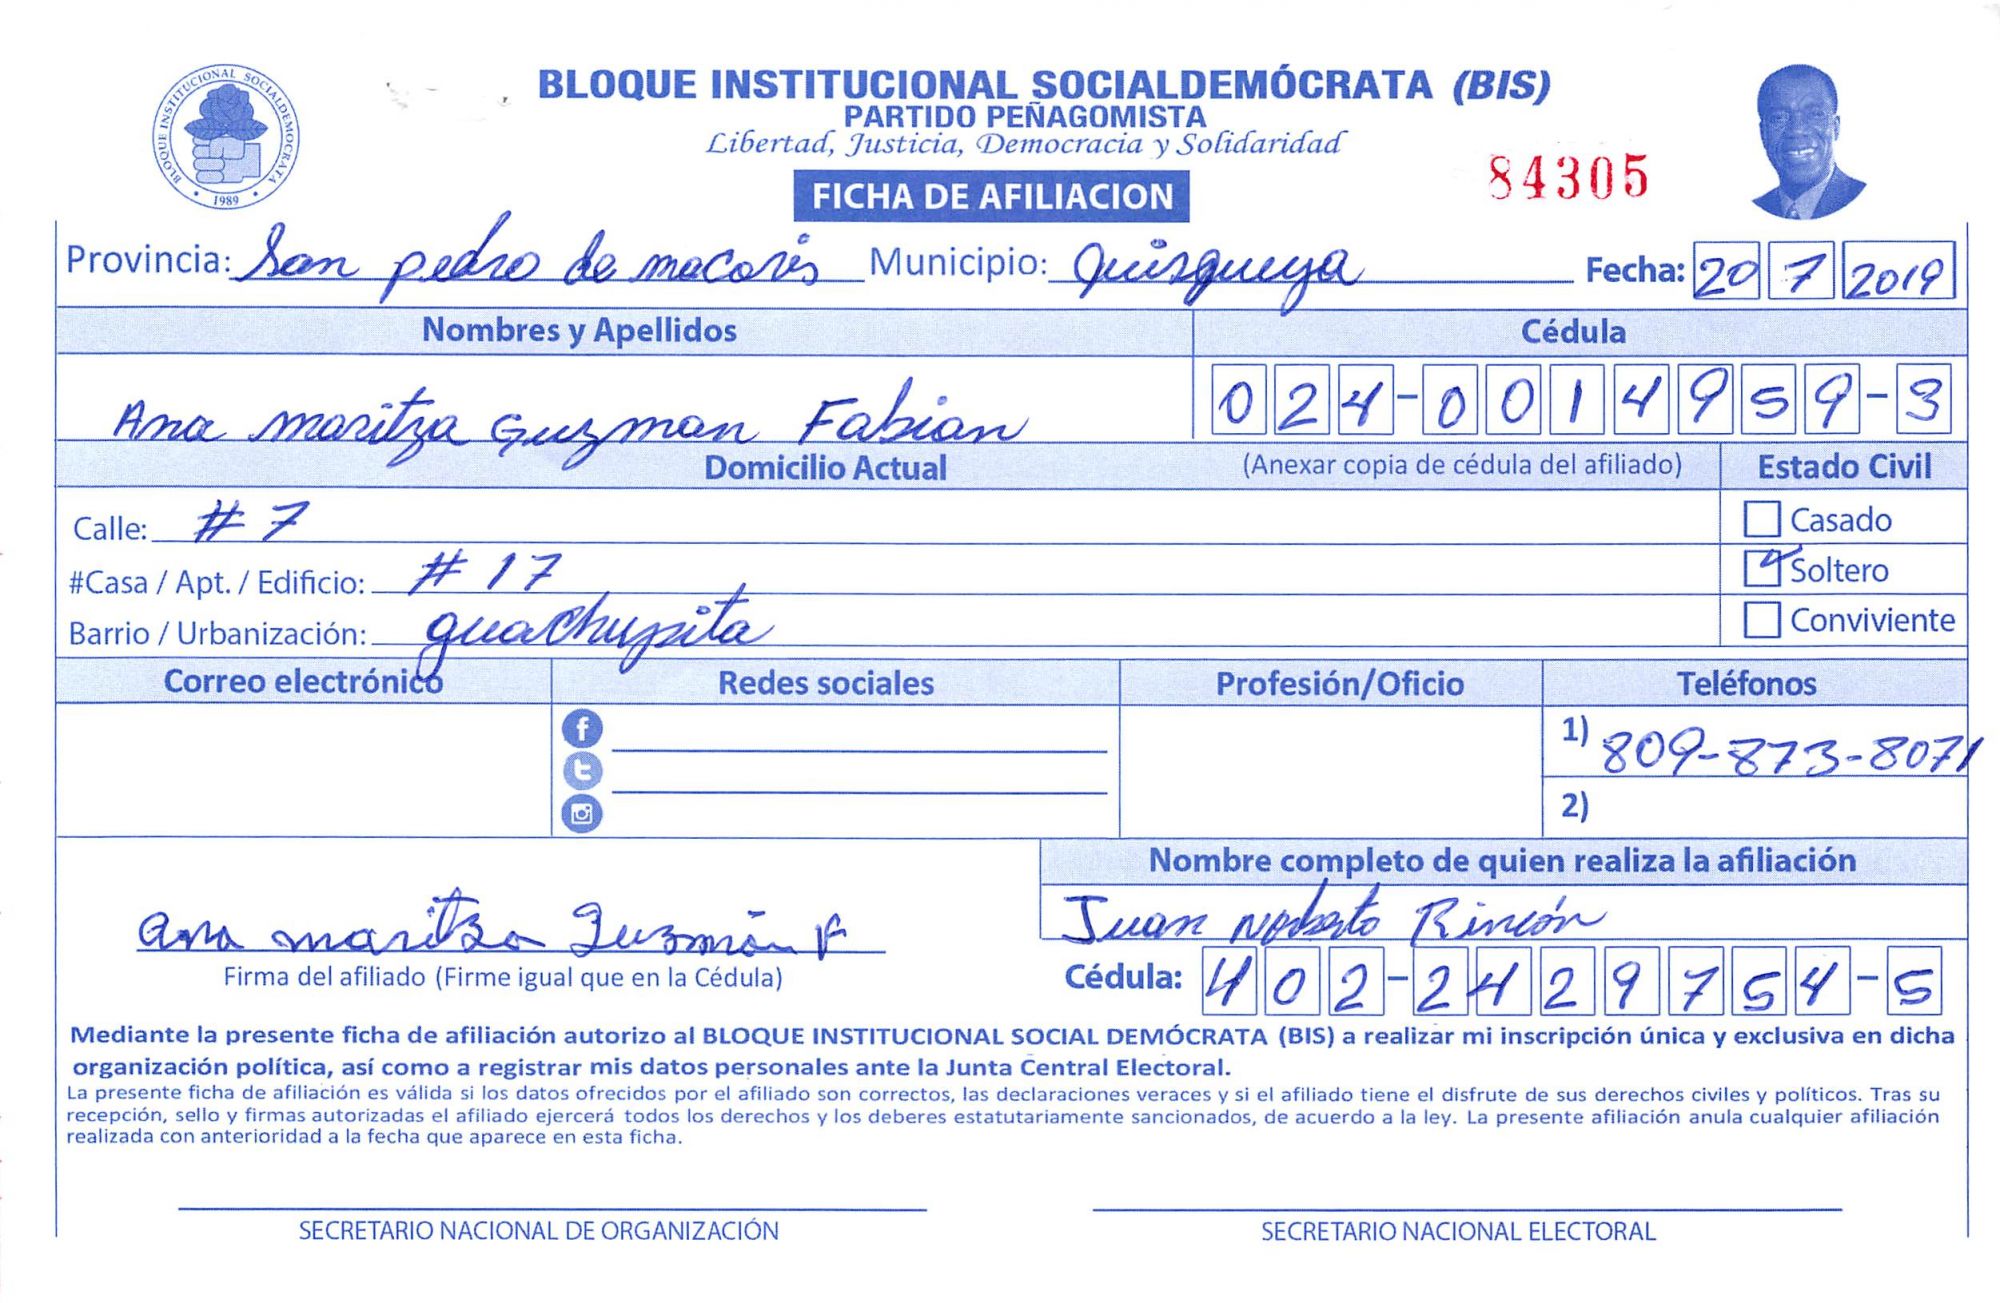 BLOQUE INSTITUCIONAL SOCIALDEMÓCRATA (BIS)
PARTIDO PEÑAGOMISTA
Libertad, Justicia, Democracia y Solidaridad
BLOQUE INSTITUCIONAL SOCIALDEMOCRATA
1989
84305
FICHA DE AFILIACION
Provincia: San pedro de macoris Municipio: Quisqueya Fecha: 20 7 2019
Nombres y Apellidos Cédula
Ana maritza Guzman Fabian 024-0014959-3
Domicilio Actual (Anexar copia de cédula del afiliado) Estado Civil
Calle: # 7 Casado
#Casa / Apt. / Edificio: # 17 Soltero
Barrio / Urbanización: guachupita Conviviente
Correo electrónico Redes sociales Profesión/Oficio Teléfonos
1) 809-873-8071
2)
Nombre completo de quien realiza la afiliación
Juan Norberto Rincón
Ana maritza Guzmán F
Firma del afiliado (Firme igual que en la Cédula) Cédula: 402-2429754-5
Mediante la presente ficha de afiliación autorizo al BLOQUE INSTITUCIONAL SOCIAL DEMÓCRATA (BIS) a realizar mi inscripción única y exclusiva en dicha
organización política, así como a registrar mis datos personales ante la Junta Central Electoral.
La presente ficha de afiliación es válida si los datos ofrecidos por el afiliado son correctos, las declaraciones veraces y si el afiliado tiene el disfrute de sus derechos civiles y políticos. Tras su
recepción, sello y firmas autorizadas el afiliado ejercerá todos los derechos y los deberes estatutariamente sancionados, de acuerdo a la ley. La presente afiliación anula cualquier afiliación
realizada con anterioridad a la fecha que aparece en esta ficha.
SECRETARIO NACIONAL DE ORGANIZACIÓN SECRETARIO NACIONAL ELECTORAL